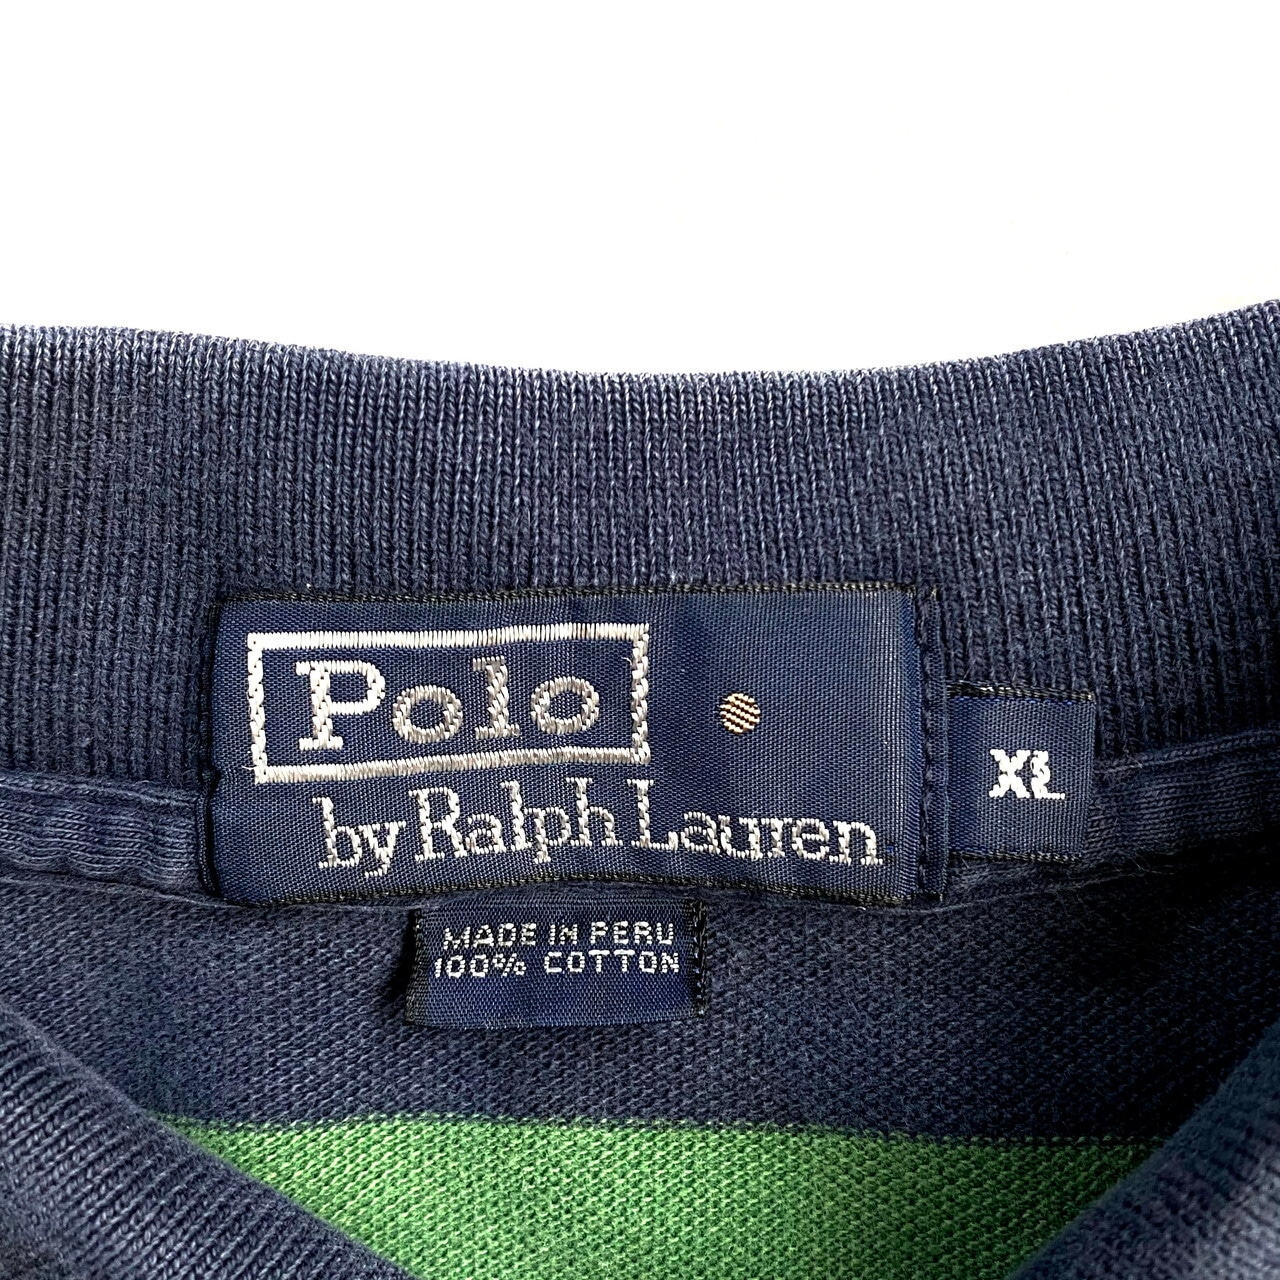 Polo
by Ralph Lauren
XL
MADE IN PERU
100% COTTON